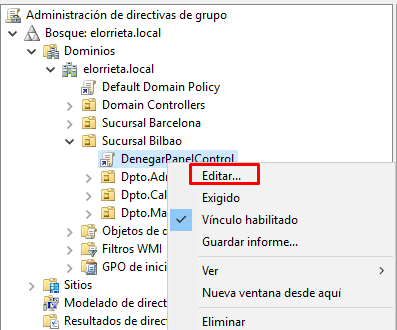 Administración de directivas de grupo
Bosque: elorrieta.local
Dominios
elorrieta.local
Default Domain Policy
Domain Controllers
Sucursal Barcelona
Sucursal Bilbao
DenegarPanelControl
Editar...
Dpto.Adr
Exigido
Dpto.Cal
Vínculo habilitado
Dpto.Ma
Guardar informe...
Objetos de d
Filtros WMI
Ver
GPO de inici
Nueva ventana desde aquí
Sitios
Modelado de direct
Eliminar
Resultados de direct